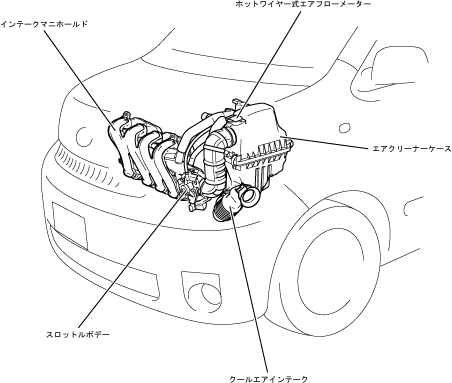 ホットワイヤー式エアフローメーター
インテークマニホールド
エアクリーナーケース
スロットルボデー
クールエアインテーク